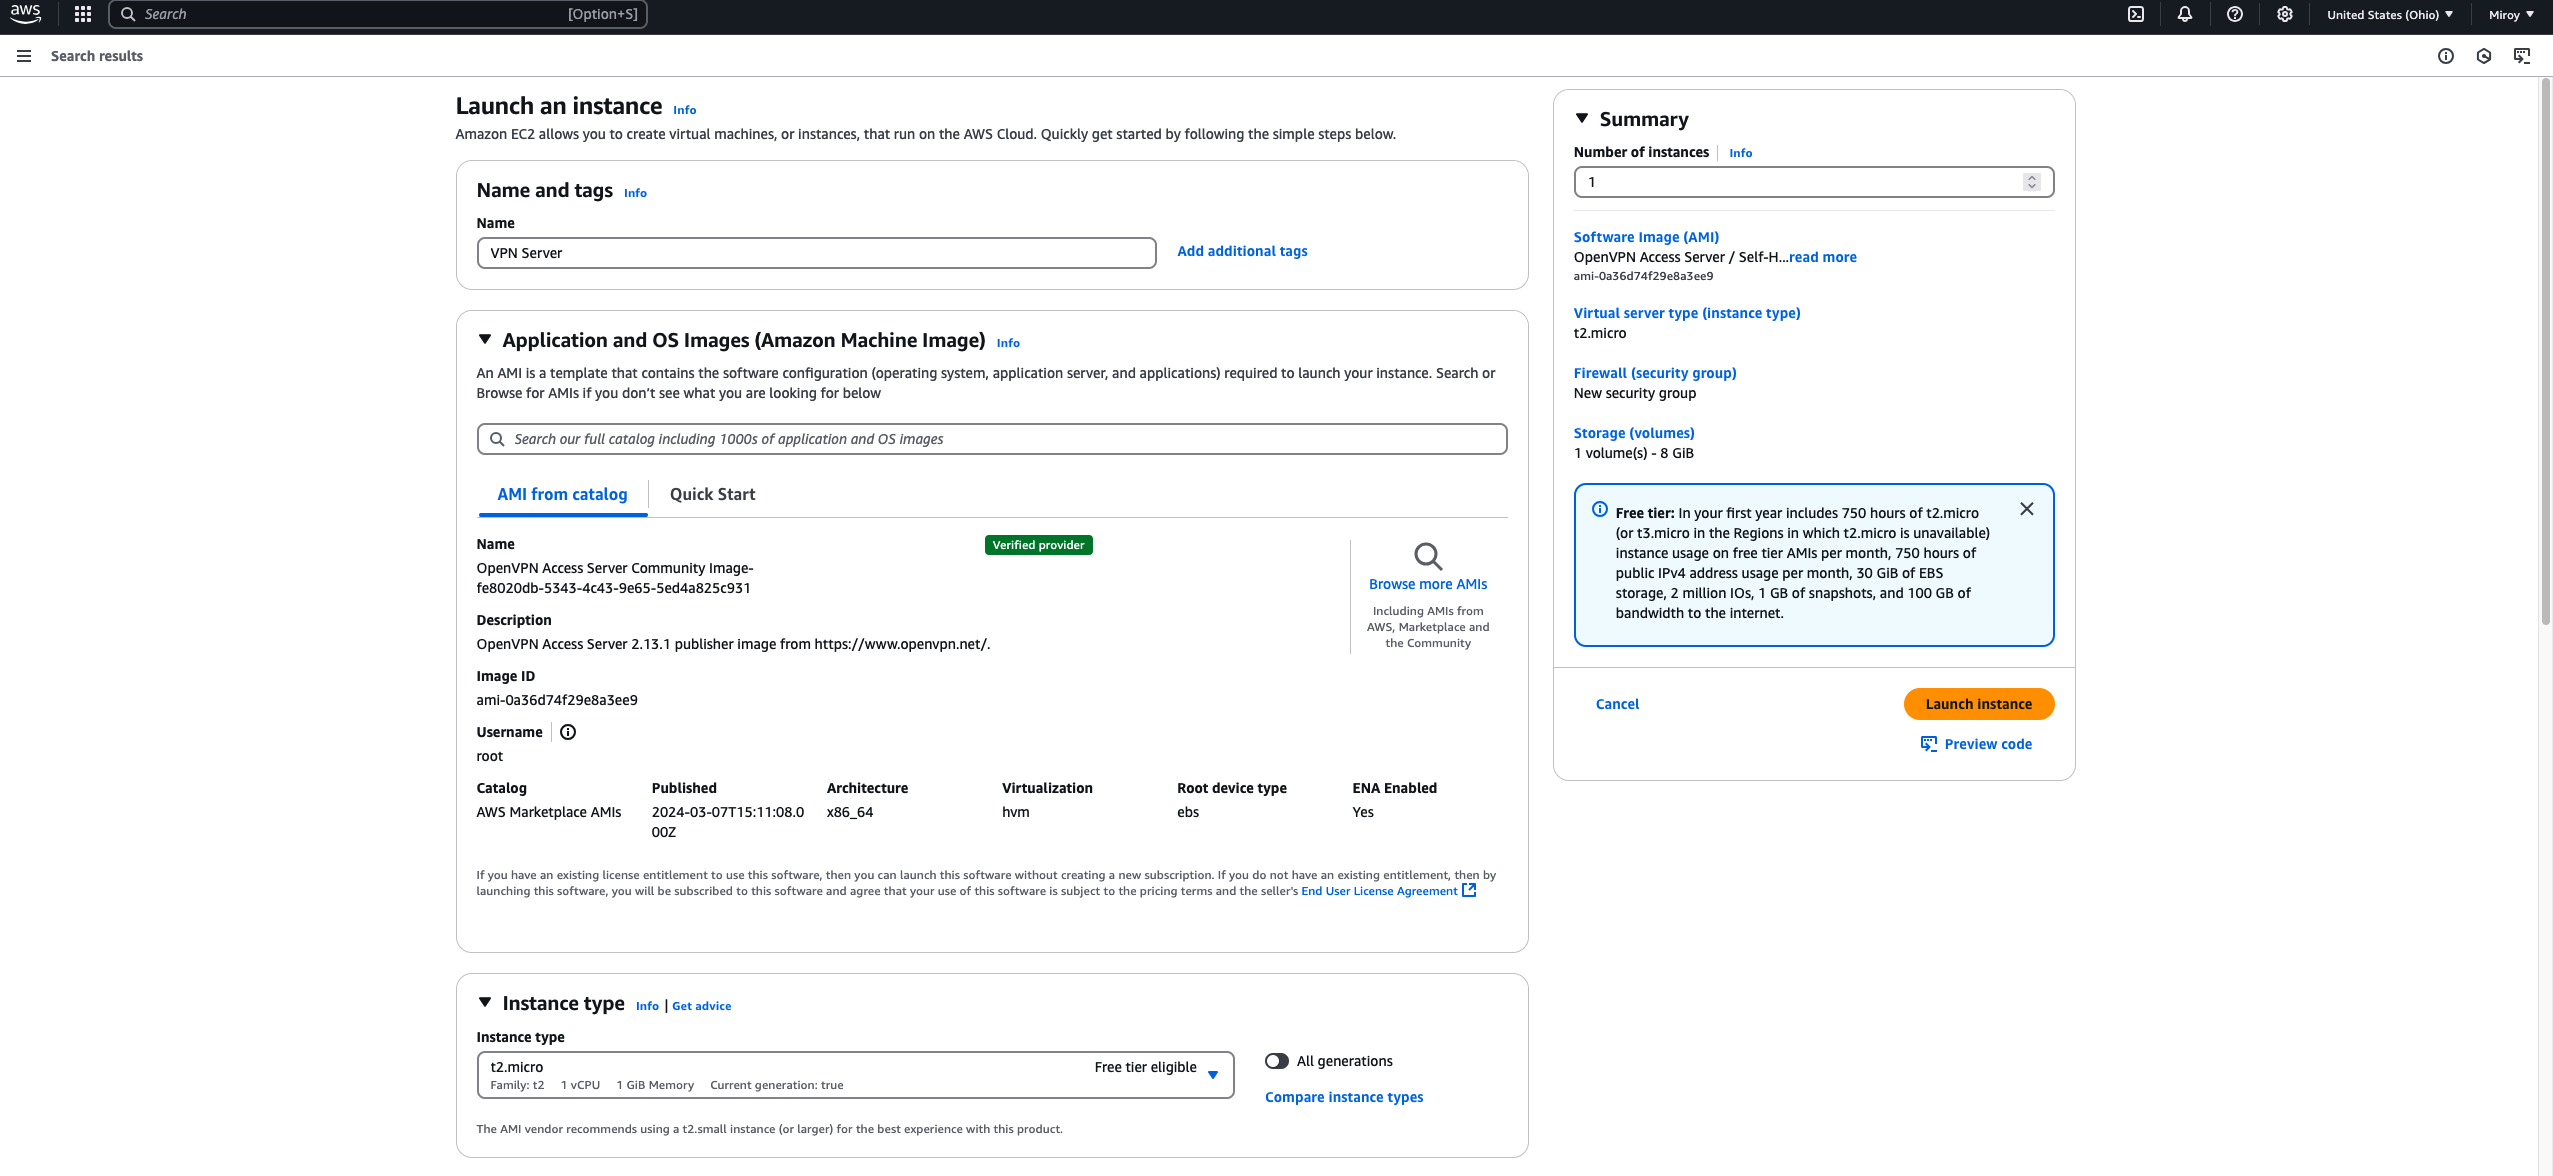 aws
Search
[Option+S]
United States (Ohio)
Miroy
Search results
Launch an instance Info
Amazon EC2 allows you to create virtual machines, or instances, that run on the AWS Cloud. Quickly get started by following the simple steps below.
Name and tags Info
Name
VPN Server
Add additional tags
Application and OS Images (Amazon Machine Image) Info
An AMI is a template that contains the software configuration (operating system, application server, and applications) required to launch your instance. Search or
Browse for AMIs if you don't see what you are looking for below
Search our full catalog including 1000s of application and OS images
AMI from catalog
Quick Start
Name
Verified provider
OpenVPN Access Server Community Image-
fe8020db-5343-4c43-9e65-5ed4a825c931
Description
OpenVPN Access Server 2.13.1 publisher image from https://www.openvpn.net/.
Image ID
ami-0a36d74f29e8a3ee9
Username
root
Browse more AMIs
Including AMIs from
AWS, Marketplace and
the Community
Catalog Published Architecture Virtualization Root device type ENA Enabled
AWS Marketplace AMIs 2024-03-07T15:11:08.0 x86_64 hvm ebs Yes
00Z
If you have an existing license entitlement to use this software, then you can launch this software without creating a new subscription. If you do not have an existing entitlement, then by
launching this software, you will be subscribed to this software and agree that your use of this software is subject to the pricing terms and the seller's End User License Agreement
Instance type Info | Get advice
Instance type
t2.micro
Free tier eligible
Family: t2 1 vCPU 1 GiB Memory Current generation: true
All generations
Compare instance types
The AMI vendor recommends using a t2.small instance (or larger) for the best experience with this product.
Summary
Number of instances Info
1
Software Image (AMI)
OpenVPN Access Server / Self-H...read more
ami-0a36d74f29e8a3ee9
Virtual server type (instance type)
t2.micro
Firewall (security group)
New security group
Storage (volumes)
1 volume(s) - 8 GiB
Free tier: In your first year includes 750 hours of t2.micro
(or t3.micro in the Regions in which t2.micro is unavailable)
instance usage on free tier AMIs per month, 750 hours of
public IPv4 address usage per month, 30 GiB of EBS
storage, 2 million IOs, 1 GB of snapshots, and 100 GB of
bandwidth to the internet.
Cancel
Launch instance
Preview code